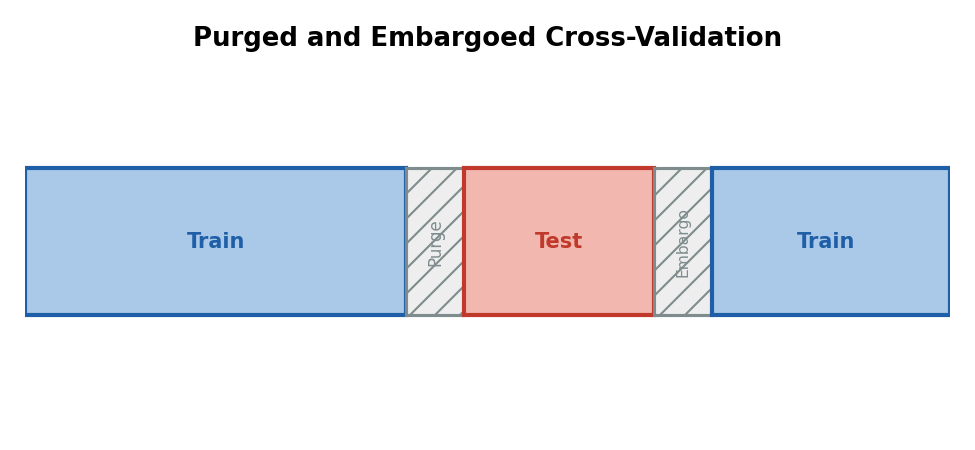 Purged and Embargoed Cross-Validation
Train
Purge
Test
Embargo
Train